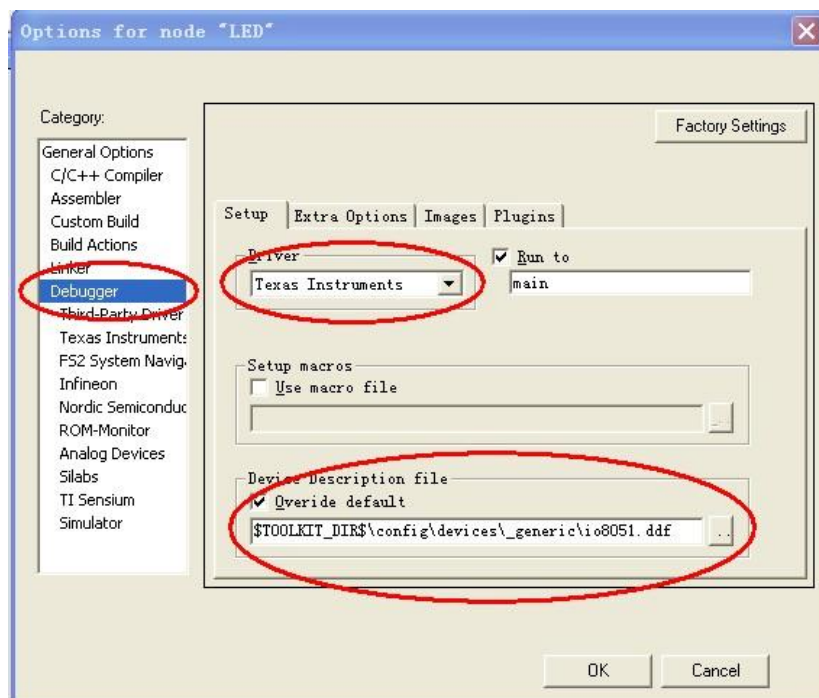 Options for node "LED"
Category:
Factory Settings
General Options
C/C++ Compiler
Assembler
Custom Build
Build Actions
Linker
Debugger
Third-Party Driver
Texas Instruments
FS2 System Naviga
Infineon
Nordic Semiconduc
ROM-Monitor
Analog Devices
Silabs
TI Sensium
Simulator
Setup Extra Options Images Plugins
Driver
Texas Instruments
Run to
main
Setup macros
Use macro file
...
Device Description file
Overide default
$TOOLKIT_DIR$\config\devices\_generic\io8051.ddf
..
OK Cancel